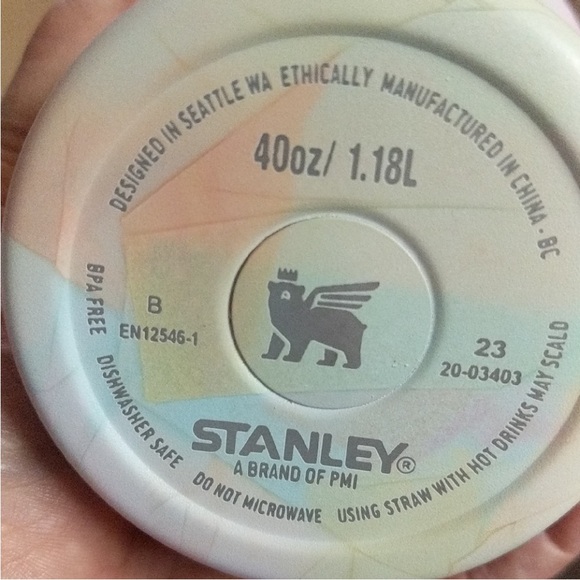 DESIGNED IN SEATTLE WA ETHICALLY MANUFACTURED IN CHINA - BC
40oz/ 1.18L
B
EN12546-1
23
20-03403
STANLEY®
A BRAND OF PMI
BPA FREE DISHWASHER SAFE DO NOT MICROWAVE USING STRAW WITH HOT DRINKS MAY SCALD